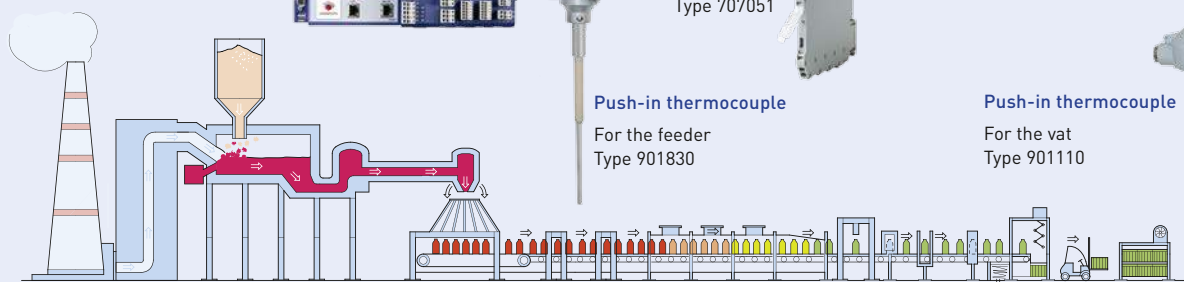 Type 707051
Push-in thermocouple
For the feeder
Type 901830
Push-in thermocouple
For the vat
Type 901110